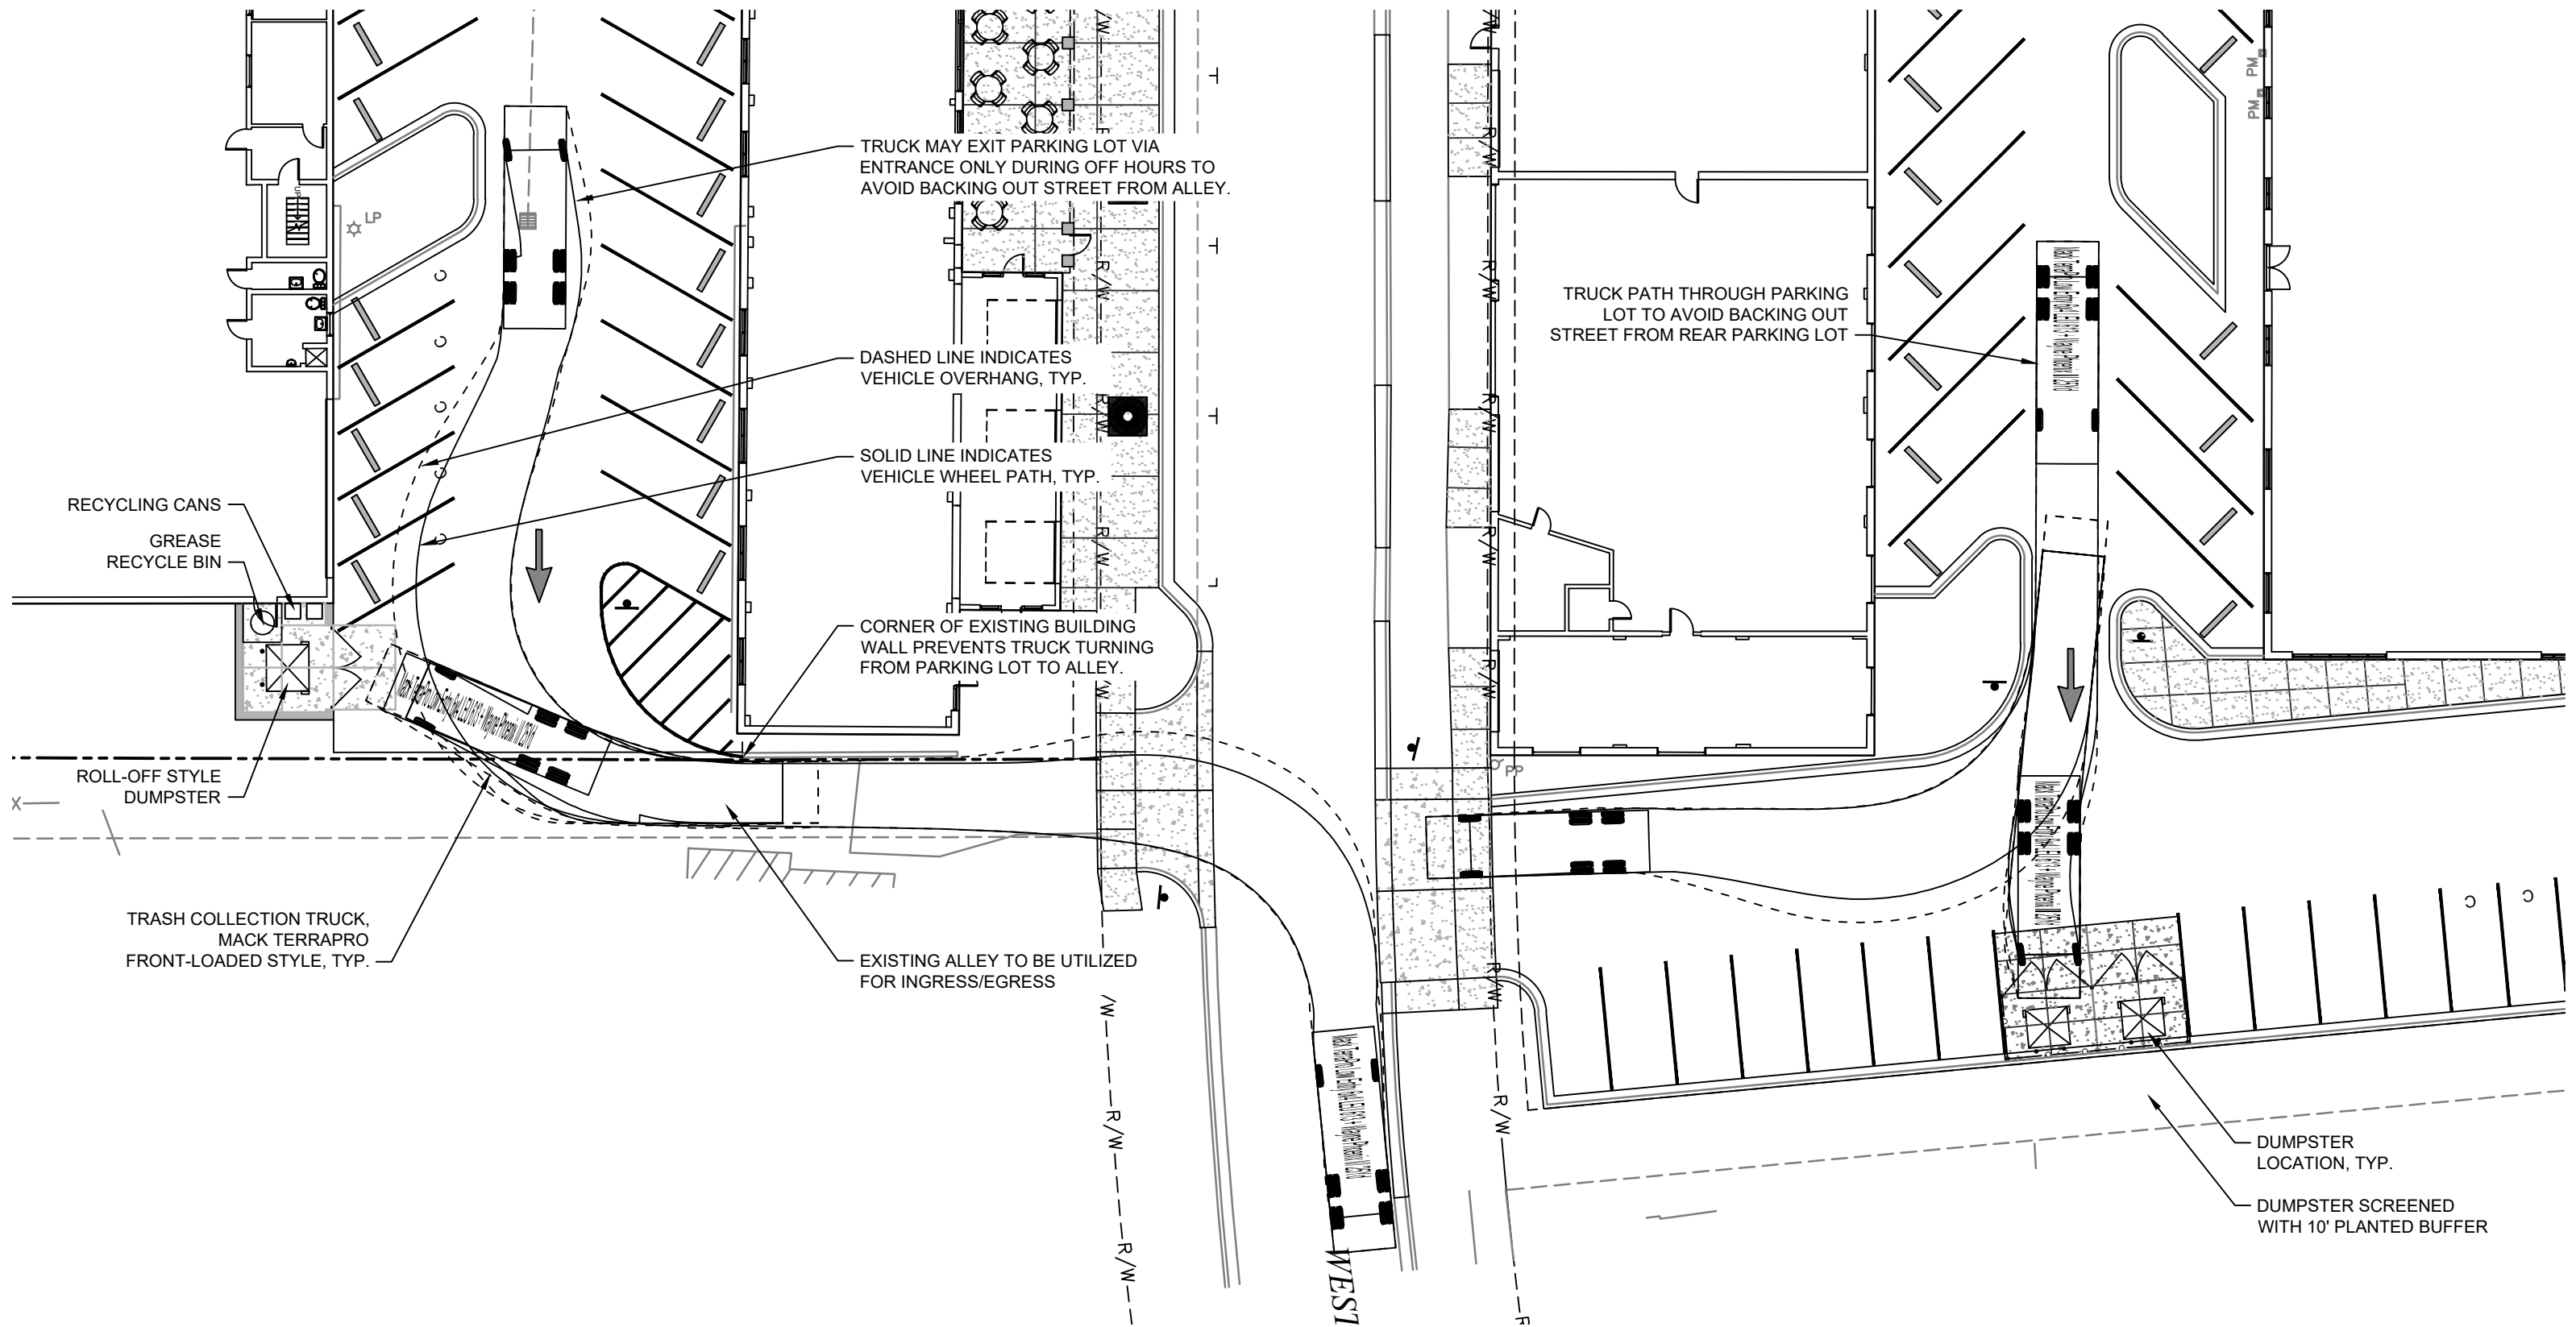 TRUCK MAY EXIT PARKING LOT VIA
ENTRANCE ONLY DURING OFF HOURS TO
AVOID BACKING OUT STREET FROM ALLEY.
LP
UP
DASHED LINE INDICATES
VEHICLE OVERHANG, TYP.
SOLID LINE INDICATES
VEHICLE WHEEL PATH, TYP.
RECYCLING CANS
GREASE
RECYCLE BIN
CORNER OF EXISTING BUILDING
WALL PREVENTS TRUCK TURNING
FROM PARKING LOT TO ALLEY.
ROLL-OFF STYLE
DUMPSTER
TRASH COLLECTION TRUCK,
MACK TERRAPRO
FRONT-LOADED STYLE, TYP.
EXISTING ALLEY TO BE UTILIZED
FOR INGRESS/EGRESS
C
C
C
C
C
R/W
R/W
R/W
R/W
R/W
R/W
R/W
R/W
R/W
R/W
R/W
R/W
R/W
WEST
TRUCK PATH THROUGH PARKING
LOT TO AVOID BACKING OUT
STREET FROM REAR PARKING LOT
PM
PM
PP
C
C
DUMPSTER
LOCATION, TYP.
DUMPSTER SCREENED
WITH 10' PLANTED BUFFER